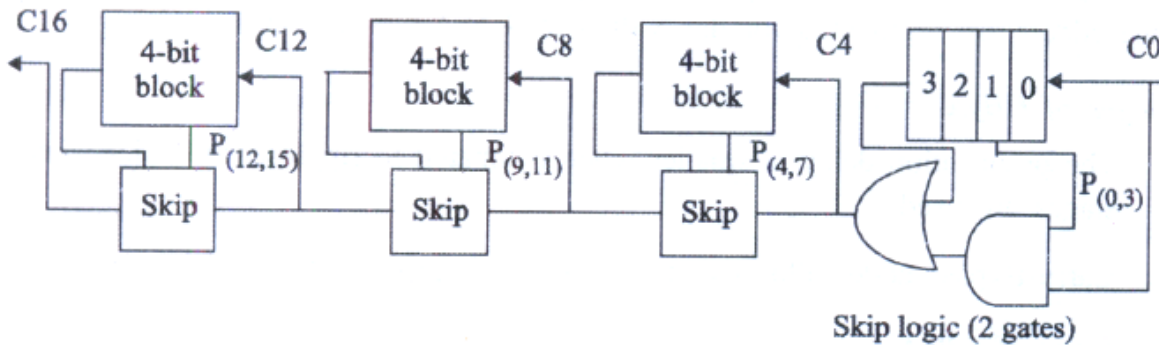 C16
4-bit
block
C12
4-bit
block
C8
4-bit
block
C4
3 2 1 0
C0
P(12,15)
P(9,11)
P(4,7)
P(0,3)
Skip
Skip
Skip
Skip logic (2 gates)